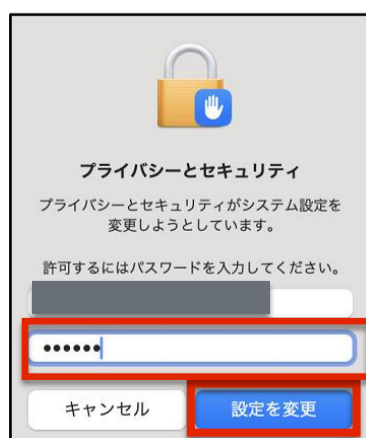 プライバシーとセキュリティ
プライバシーとセキュリティがシステム設定を
変更しようとしています。
許可するにはパスワードを入力してください。
••••••
キャンセル
設定を変更